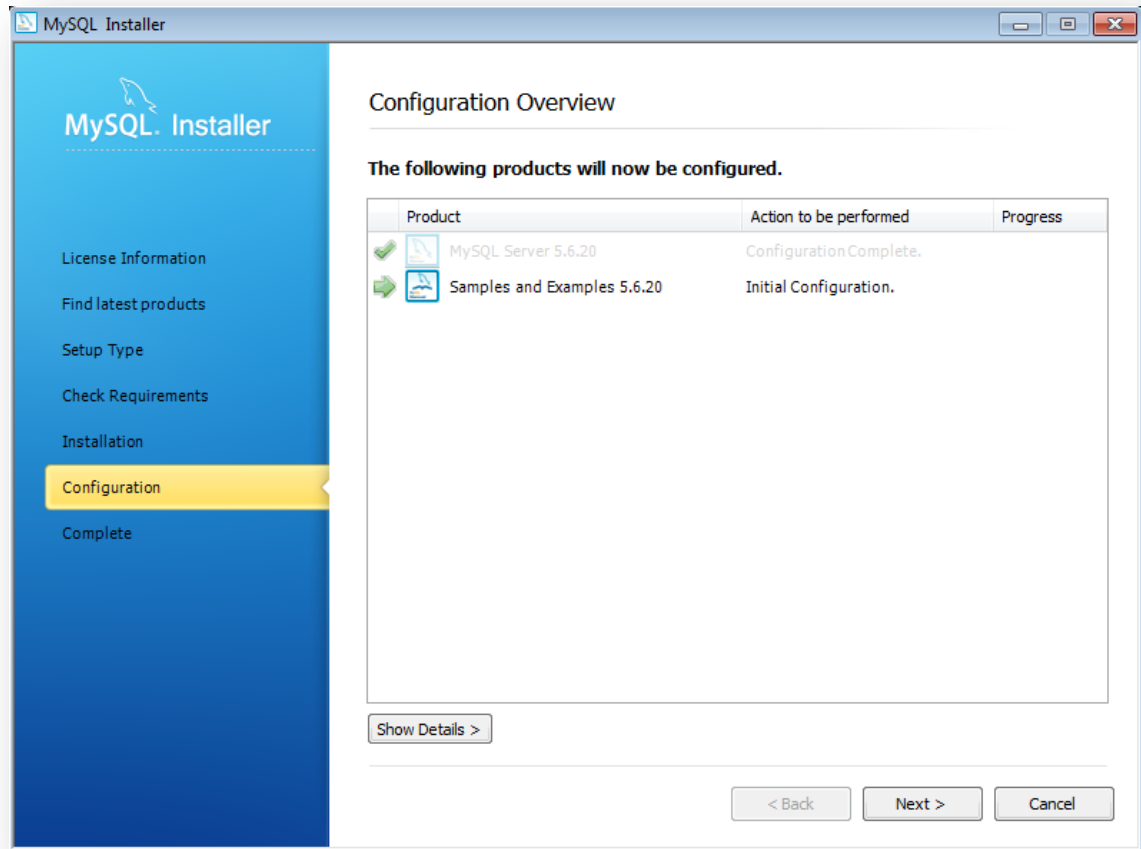 MySQL Installer
MySQL. Installer
License Information
Find latest products
Setup Type
Check Requirements
Installation
Configuration
Complete
Configuration Overview
The following products will now be configured.
Product Action to be performed Progress
MySQL Server 5.6.20 Configuration Complete.
Samples and Examples 5.6.20 Initial Configuration.
Show Details >
< Back Next > Cancel